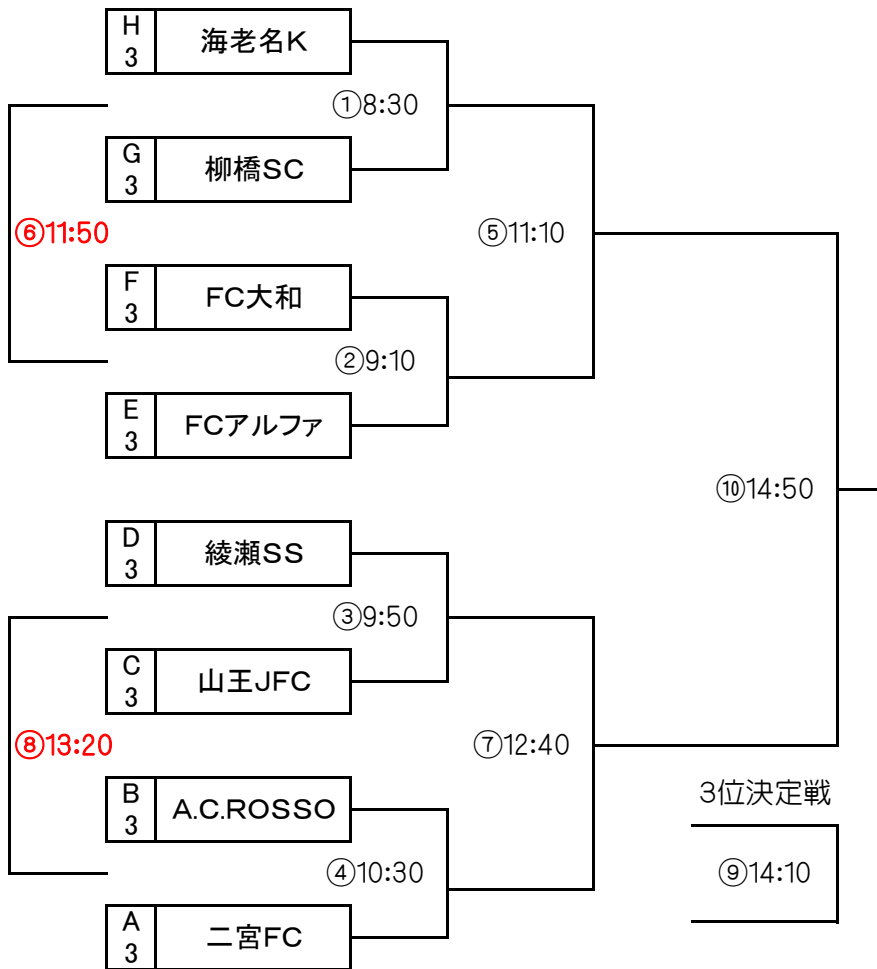 H
3
海老名K
①8:30
G
3
柳橋SC
⑥11:50
⑤11:10
F
3
FC大和
②9:10
E
3
FCアルファ
⑩14:50
D
3
綾瀬SS
③9:50
C
3
山王JFC
⑧13:20
⑦12:40
B
3
A.C.ROSSO
3位決定戦
④10:30
⑨14:10
A
3
二宮FC